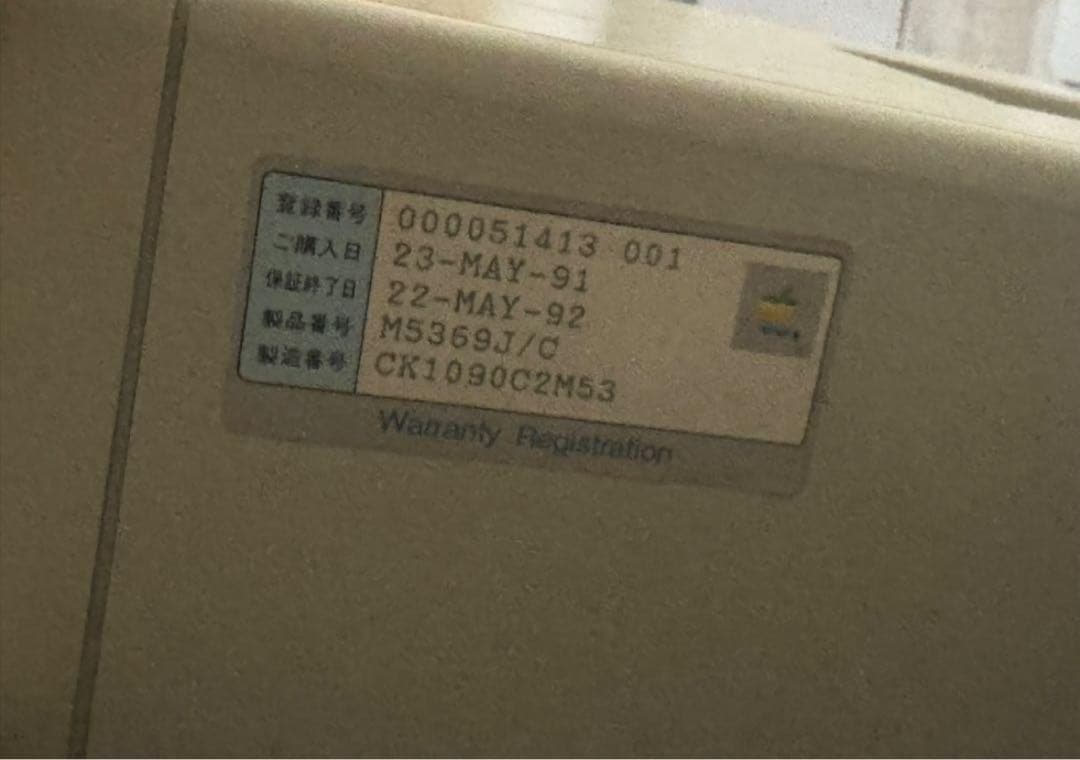 登録番号 000051413 001
ご購入日 23-MAY-91
保証終了日 22-MAY-92
製品番号 M5369J/C
製造番号 CK1090C2M53
Warranty Registration